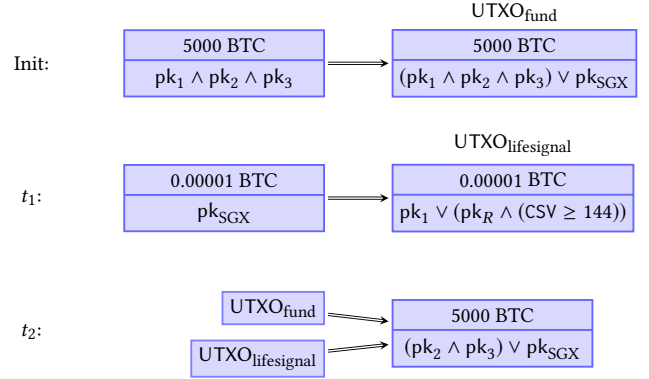 UTXO_fund
Init:
5000 BTC
pk_1 ∧ pk_2 ∧ pk_3
5000 BTC
(pk_1 ∧ pk_2 ∧ pk_3) ∨ pk_SGX
UTXO_lifesignal
t_1:
0.00001 BTC
pk_SGX
0.00001 BTC
pk_1 ∨ (pk_R ∧ (CSV ≥ 144))
t_2:
UTXO_fund
UTXO_lifesignal
5000 BTC
(pk_2 ∧ pk_3) ∨ pk_SGX